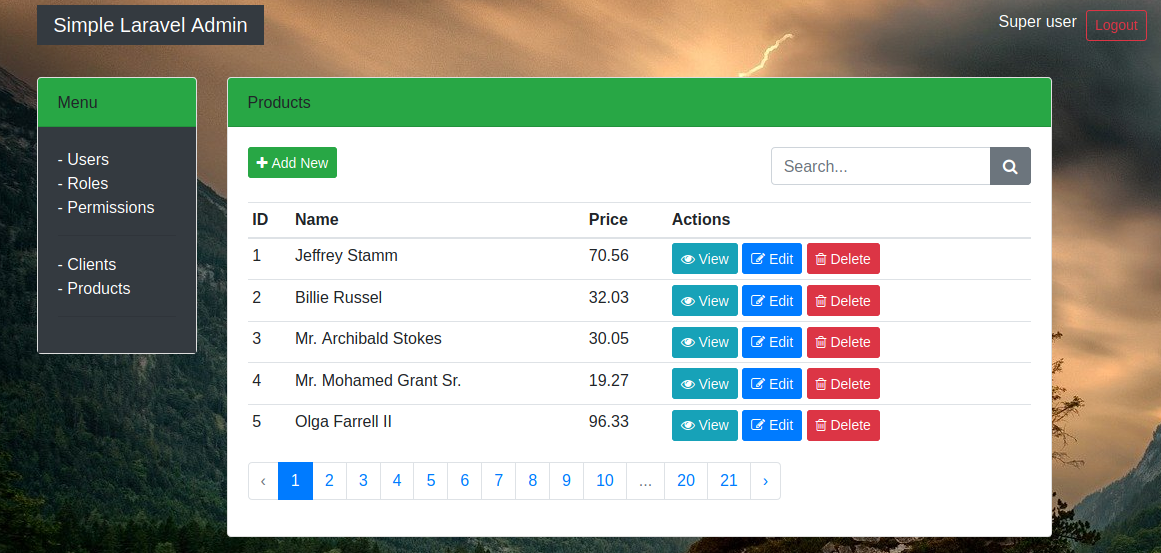 Simple Laravel Admin
Super user Logout
Menu
- Users
- Roles
- Permissions
- Clients
- Products
Products
Add New Search...
ID Name Price Actions
1 Jeffrey Stamm 70.56 View Edit Delete
2 Billie Russel 32.03 View Edit Delete
3 Mr. Archibald Stokes 30.05 View Edit Delete
4 Mr. Mohamed Grant Sr. 19.27 View Edit Delete
5 Olga Farrell II 96.33 View Edit Delete
‹ 1 2 3 4 5 6 7 8 9 10 ... 20 21 ›